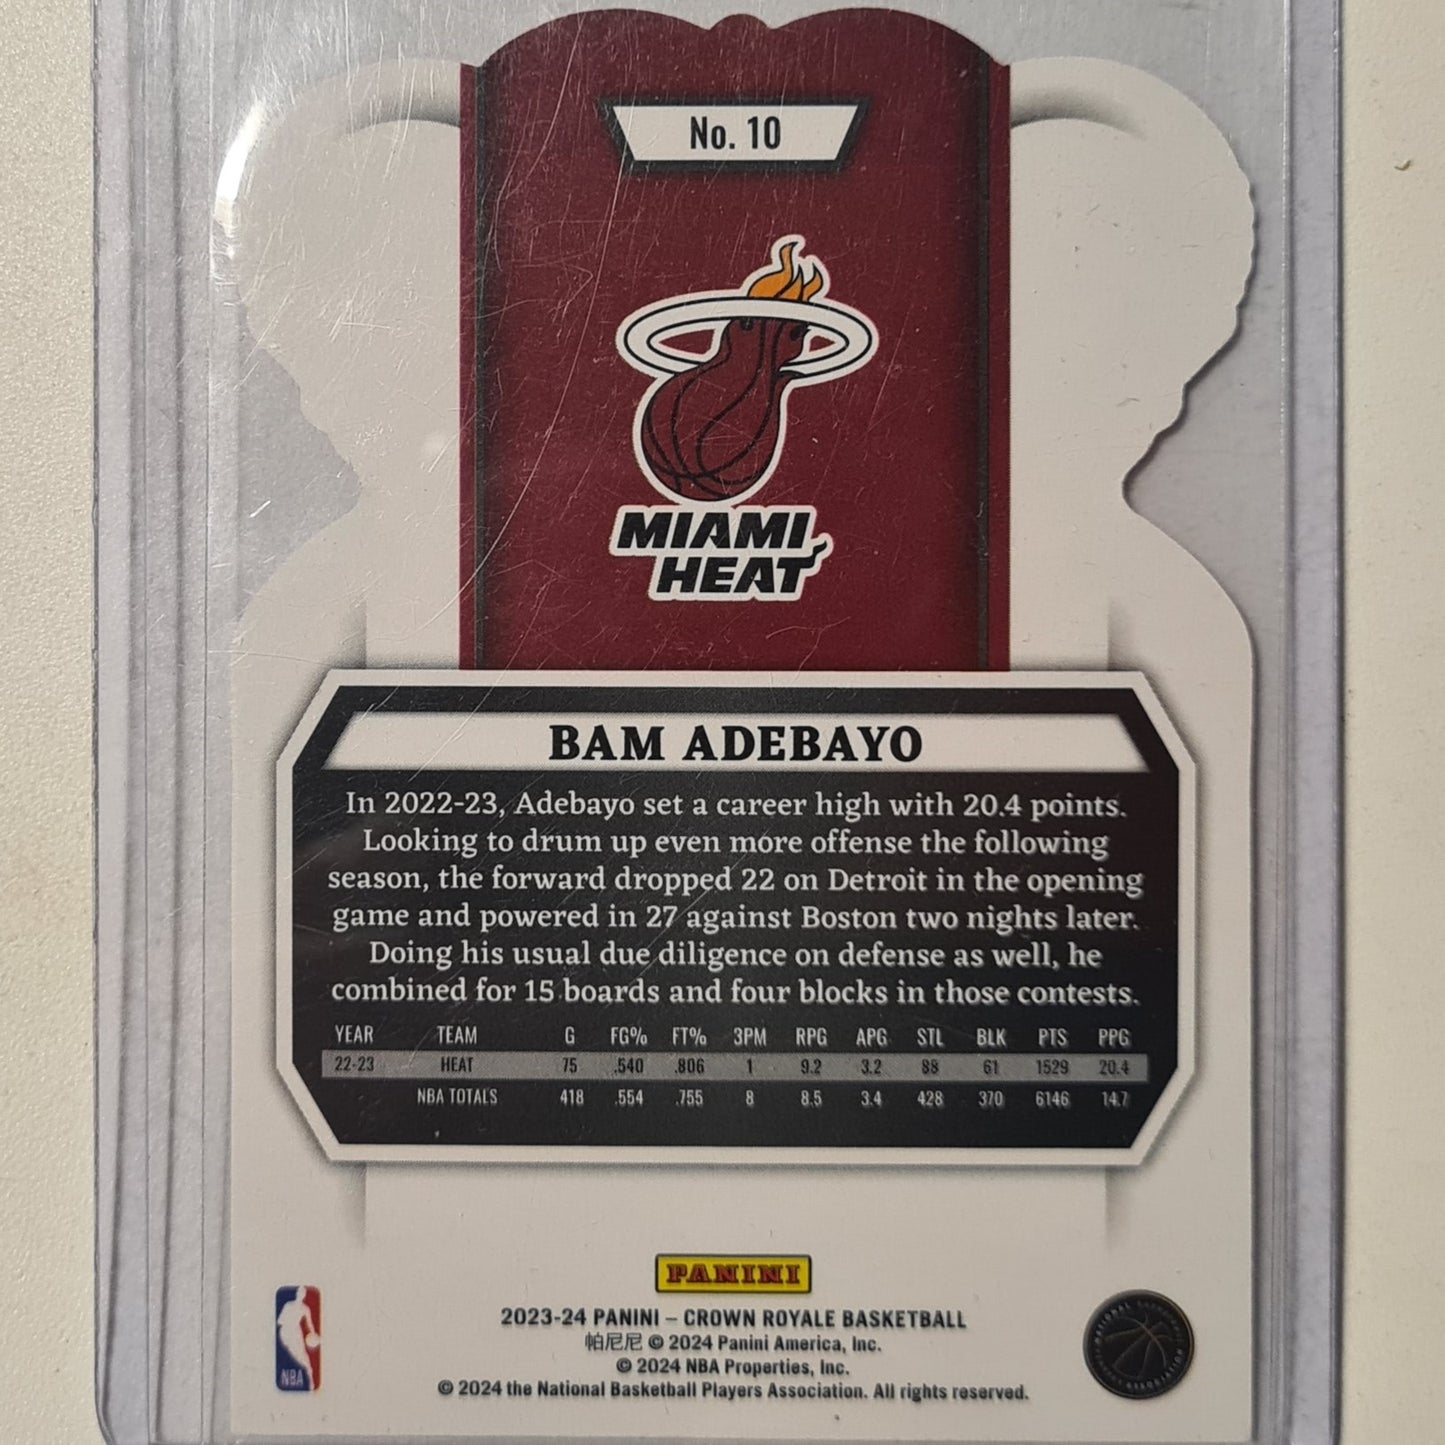 No. 10
MIAMI
HEAT
BAM ADEBAYO
In 2022-23, Adebayo set a career high with 20.4 points.
Looking to drum up even more offense the following
season, the forward dropped 22 on Detroit in the opening
game and powered in 27 against Boston two nights later.
Doing his usual due diligence on defense as well, he
combined for 15 boards and four blocks in those contests.
YEAR TEAM G FG% FT% 3PM RPG APG STL BLK PTS PPG
22-23 HEAT 75 .540 .806 1 9.2 3.2 88 61 1529 20.4
NBA TOTALS 418 .554 .755 8 8.5 3.4 428 370 6146 14.7
PANINI
2023-24 PANINI – CROWN ROYALE BASKETBALL
帕尼尼 © 2024 Panini America, Inc.
© 2024 NBA Properties, Inc.
© 2024 the National Basketball Players Association. All rights reserved.
NBA
NATIONAL BASKETBALL
PLAYERS ASSOCIATION